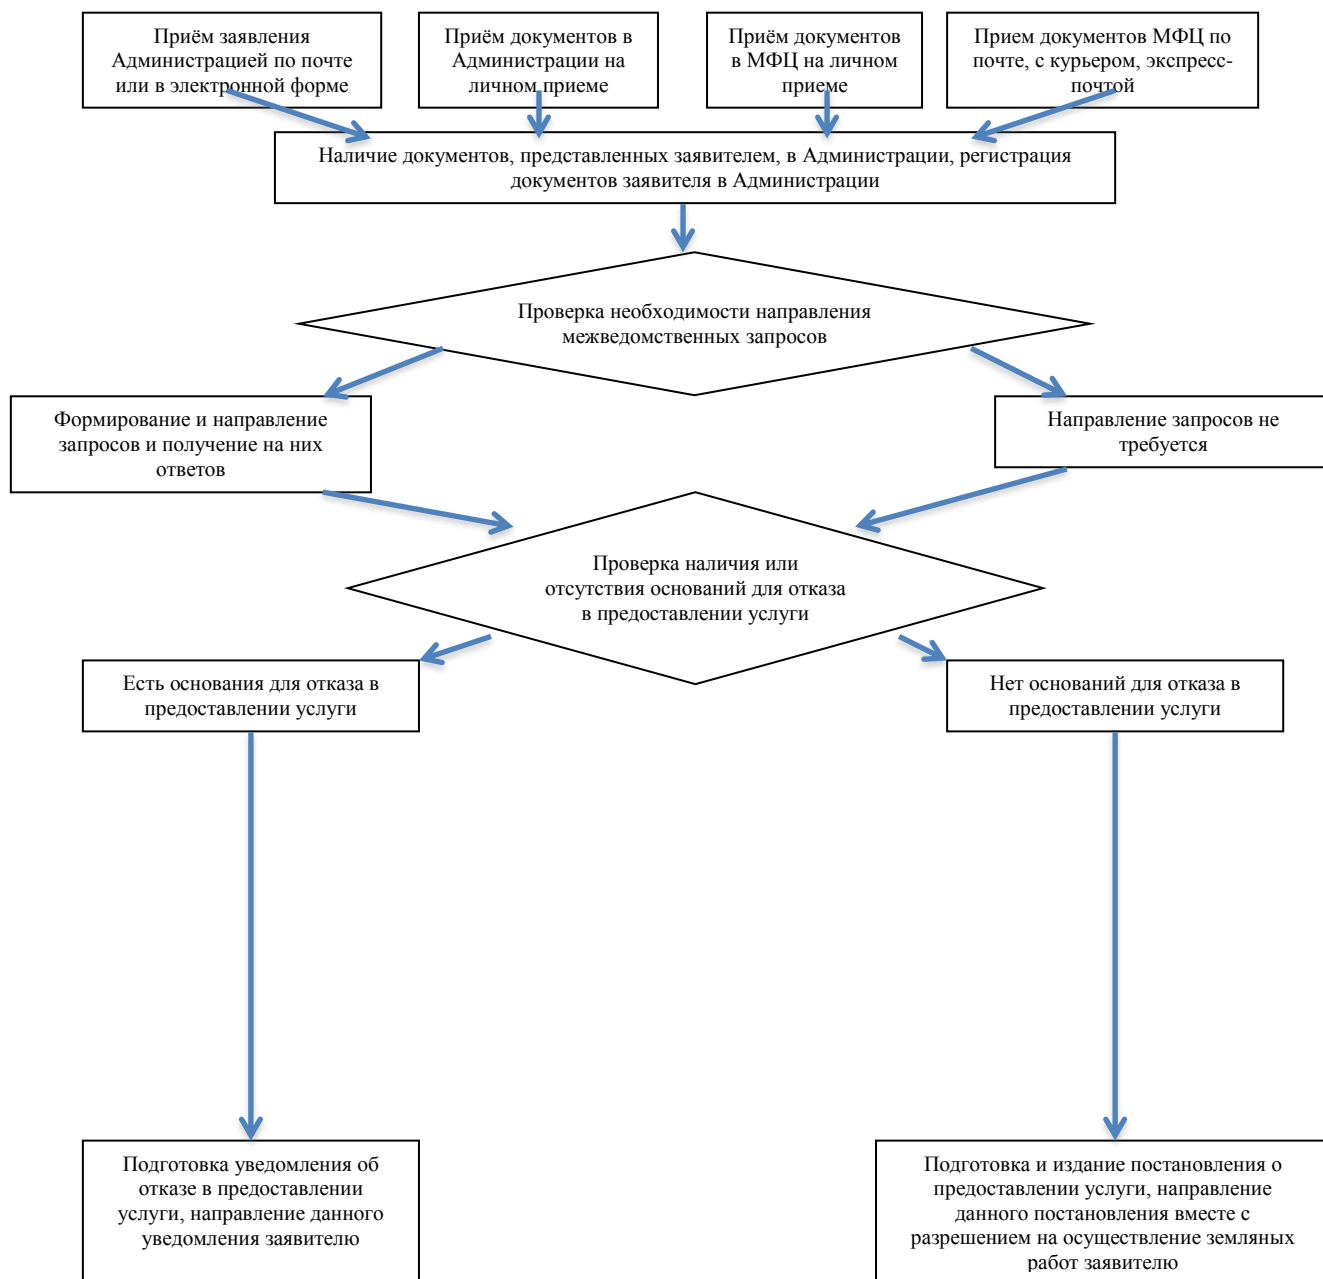 Приём заявления
Администрацией по почте
или в электронной форме
Приём документов в
Администрации на
личном приеме
Приём документов
в МФЦ на личном
приеме
Прием документов МФЦ по
почте, с курьером, экспресс-
почтой
Наличие документов, представленных заявителем, в Администрации, регистрация
документов заявителя в Администрации
Проверка необходимости направления
межведомственных запросов
Формирование и направление
запросов и получение на них
ответов
Направление запросов не
требуется
Проверка наличия или
отсутствия оснований для отказа
в предоставлении услуги
Есть основания для отказа в
предоставлении услуги
Нет оснований для отказа в
предоставлении услуги
Подготовка уведомления об
отказе в предоставлении
услуги, направление данного
уведомления заявителю
Подготовка и издание постановления о
предоставлении услуги, направление
данного постановления вместе с
разрешением на осуществление земляных
работ заявителю